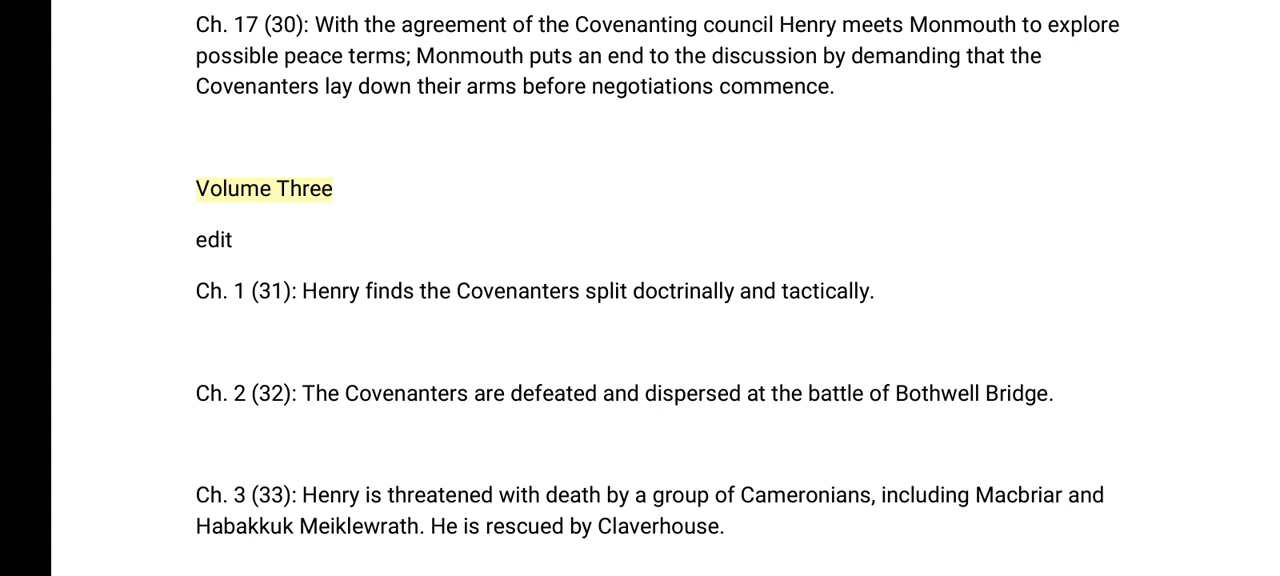 Ch. 17 (30): With the agreement of the Covenanting council Henry meets Monmouth to explore
possible peace terms; Monmouth puts an end to the discussion by demanding that the
Covenanters lay down their arms before negotiations commence.
Volume Three
edit
Ch. 1 (31): Henry finds the Covenanters split doctrinally and tactically.
Ch. 2 (32): The Covenanters are defeated and dispersed at the battle of Bothwell Bridge.
Ch. 3 (33): Henry is threatened with death by a group of Cameronians, including Macbriar and
Habakkuk Meiklewrath. He is rescued by Claverhouse.